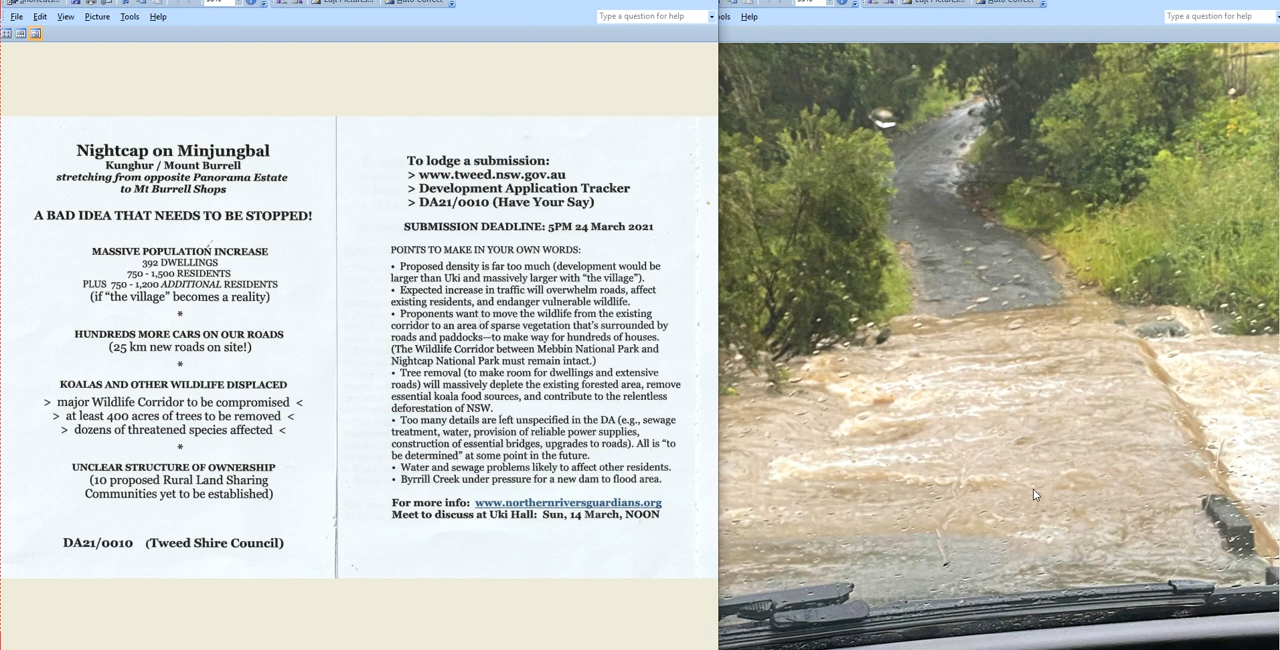 File Edit View Picture Tools Help
Type a question for help
Nightcap on Minjungbal
Kunghur / Mount Burrell
stretching from opposite Panorama Estate
to Mt Burrell Shops
A BAD IDEA THAT NEEDS TO BE STOPPED!
MASSIVE POPULATION INCREASE
392 DWELLINGS
750 - 1,500 RESIDENTS
PLUS 750 - 1,200 ADDITIONAL RESIDENTS
(if “the village” becomes a reality)
*
HUNDREDS MORE CARS ON OUR ROADS
(25 km new roads on site!)
*
KOALAS AND OTHER WILDLIFE DISPLACED
> major Wildlife Corridor to be compromised <
> at least 400 acres of trees to be removed <
> dozens of threatened species affected <
*
UNCLEAR STRUCTURE OF OWNERSHIP
(10 proposed Rural Land Sharing
Communities yet to be established)
DA21/0010 (Tweed Shire Council)
To lodge a submission:
> www.tweed.nsw.gov.au
> Development Application Tracker
> DA21/0010 (Have Your Say)
SUBMISSION DEADLINE: 5PM 24 March 2021
POINTS TO MAKE IN YOUR OWN WORDS:
• Proposed density is far too much (development would be
larger than Uki and massively larger with “the village”).
• Expected increase in traffic will overwhelm roads, affect
existing residents, and endanger vulnerable wildlife.
• Proponents want to move the wildlife from the existing
corridor to an area of sparse vegetation that’s surrounded by
roads and paddocks—to make way for hundreds of houses.
(The Wildlife Corridor between Mebbin National Park and
Nightcap National Park must remain intact.)
• Tree removal (to make room for dwellings and extensive
roads) will massively deplete the existing forested area, remove
essential koala food sources, and contribute to the relentless
deforestation of NSW.
• Too many details are left unspecified in the DA (e.g., sewage
treatment, water, provision of reliable power supplies,
construction of essential bridges, upgrades to roads). All is “to
be determined” at some point in the future.
• Water and sewage problems likely to affect other residents.
• Byrrill Creek under pressure for a new dam to flood area.
For more info: www.northernriversguardians.org
Meet to discuss at Uki Hall: Sun, 14 March, NOON
Help
Type a question for help